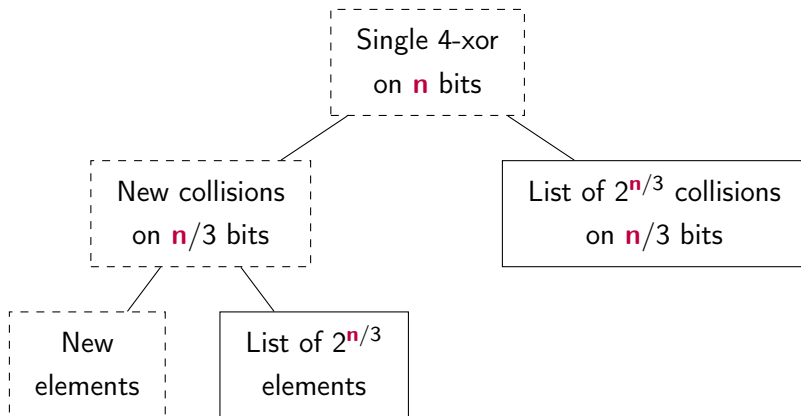 Single 4-xor
on n bits
New collisions
on n/3 bits
List of 2^{n/3} collisions
on n/3 bits
New
elements
List of 2^{n/3}
elements